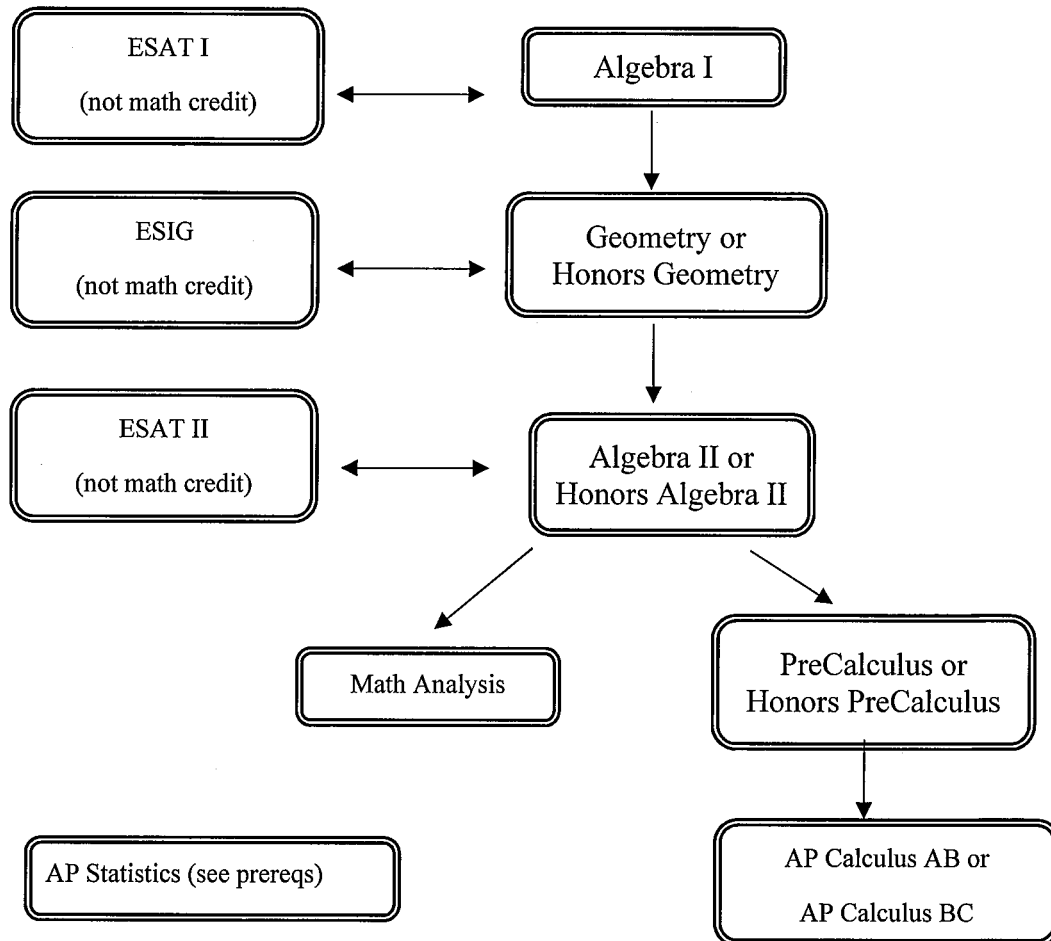 ESAT I
(not math credit)
Algebra I
ESIG
(not math credit)
Geometry or
Honors Geometry
ESAT II
(not math credit)
Algebra II or
Honors Algebra II
Math Analysis
PreCalculus or
Honors PreCalculus
AP Statistics (see prereqs)
AP Calculus AB or
AP Calculus BC